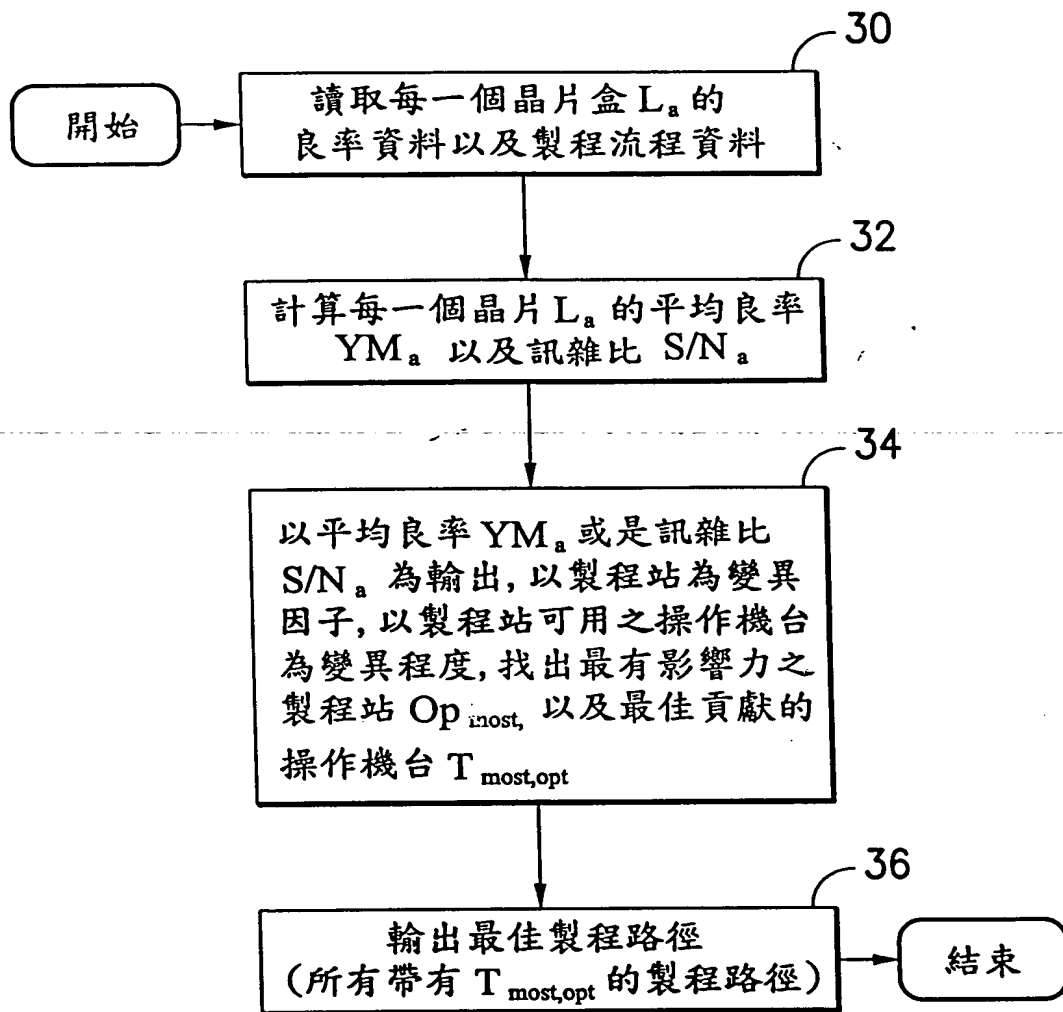 30
開始
讀取每一個晶片盒 La 的
良率資料以及製程流程資料
32
計算每一個晶片 La 的平均良率
YMa 以及訊雜比 S/Na
34
以平均良率 YMa 或是訊雜比
S/Na 為輸出,以製程站為變異
因子,以製程站可用之操作機台
為變異程度,找出最有影響力之
製程站 Opmost, 以及最佳貢獻的
操作機台 Tmost,opt
36
輸出最佳製程路徑
(所有帶有 Tmost,opt 的製程路徑)
結束